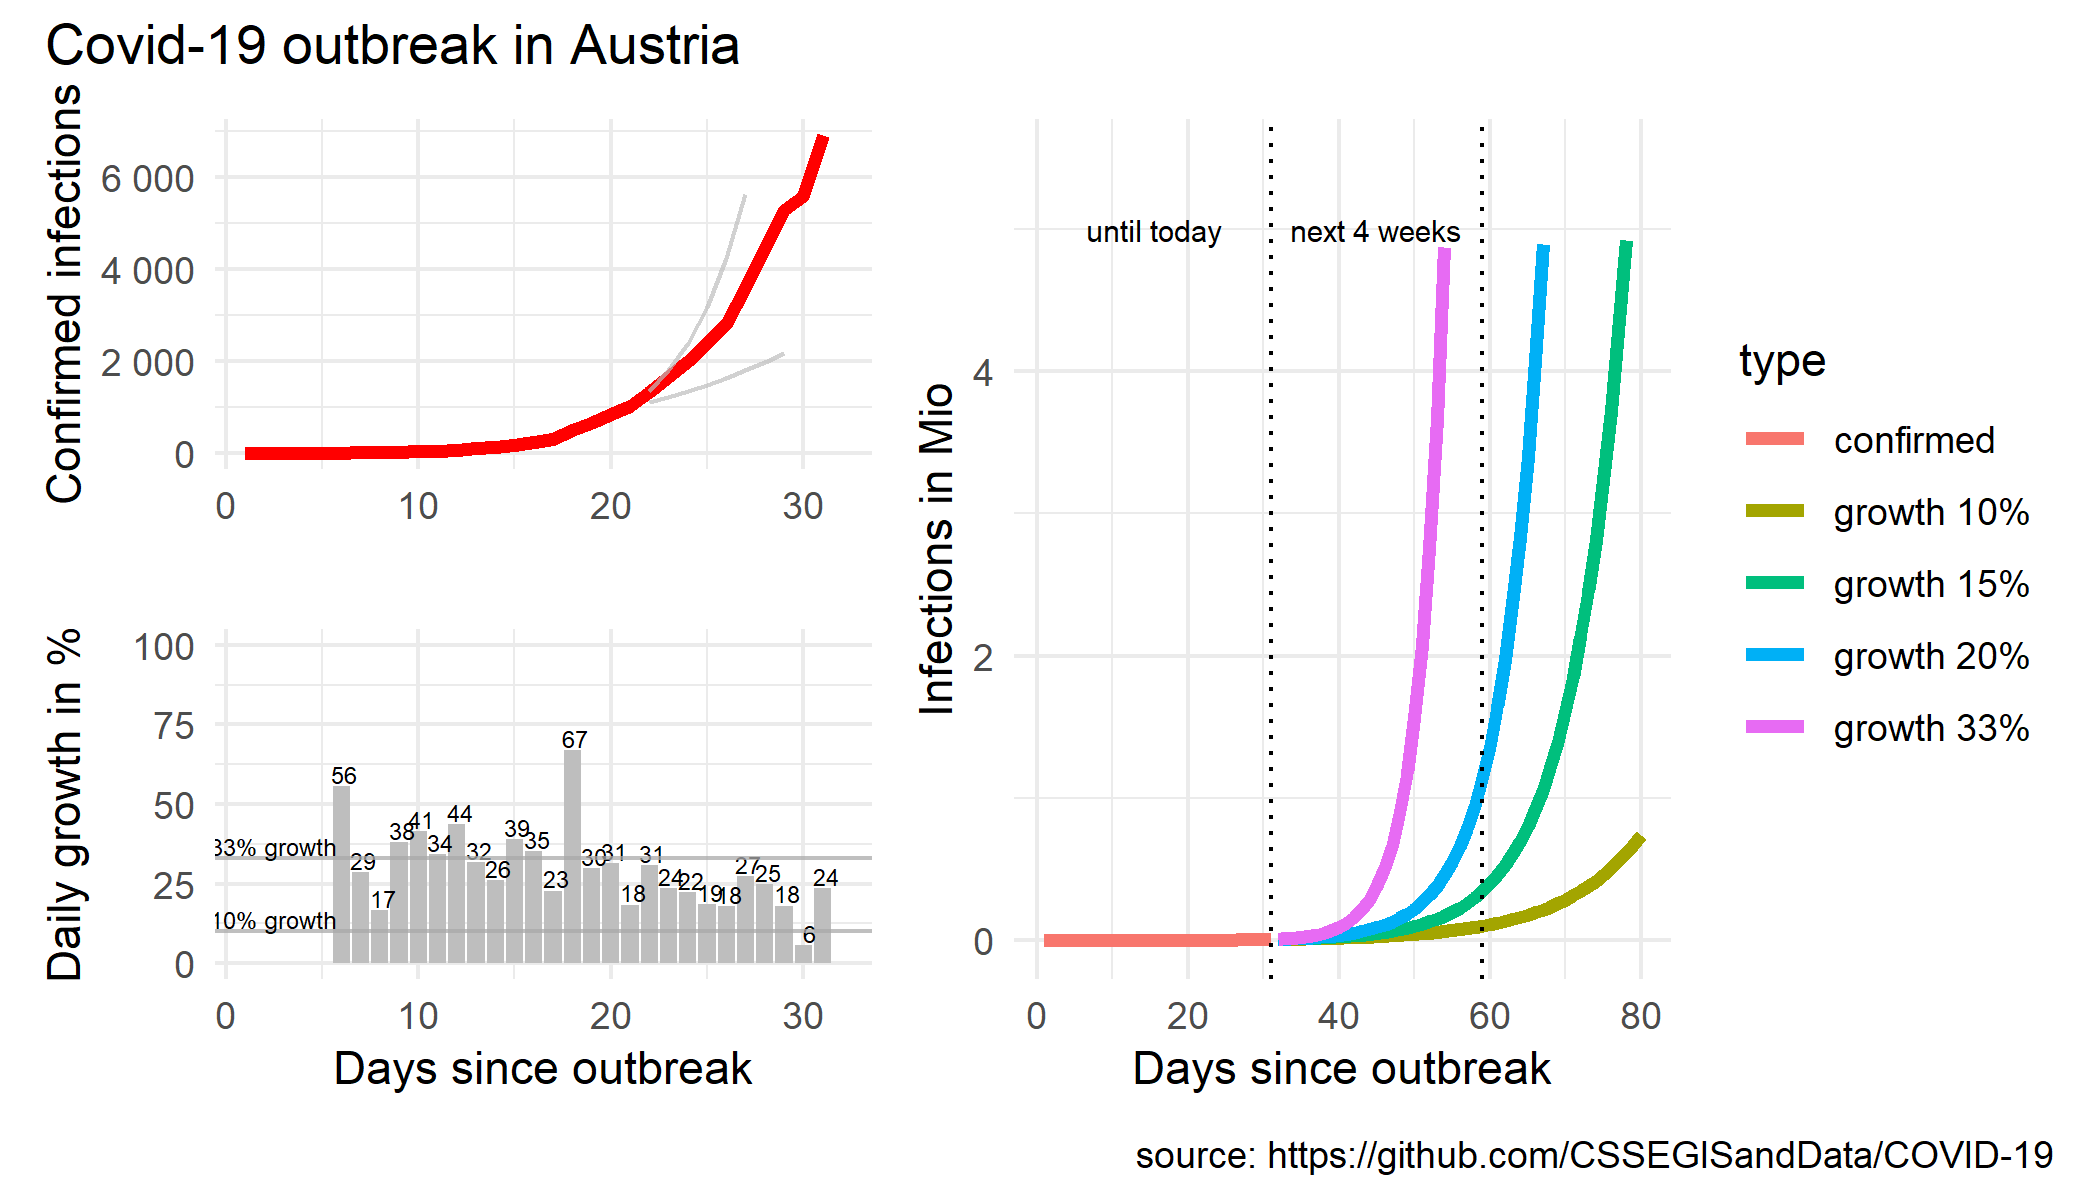 Covid-19 outbreak in Austria
Confirmed infections
6 000
4 000
2 000
0
0 10 20 30
Daily growth in %
100
75
50
25
0
33% growth
10% growth
56 29 17 38 41 34 44 32 26 39 35 23 67 30 31 18 31 24 22 19 18 27 25 18 6 24
0 10 20 30
Days since outbreak
Infections in Mio
4
2
0
until today next 4 weeks
0 20 40 60 80
Days since outbreak
type
confirmed
growth 10%
growth 15%
growth 20%
growth 33%
source: https://github.com/CSSEGISandData/COVID-19